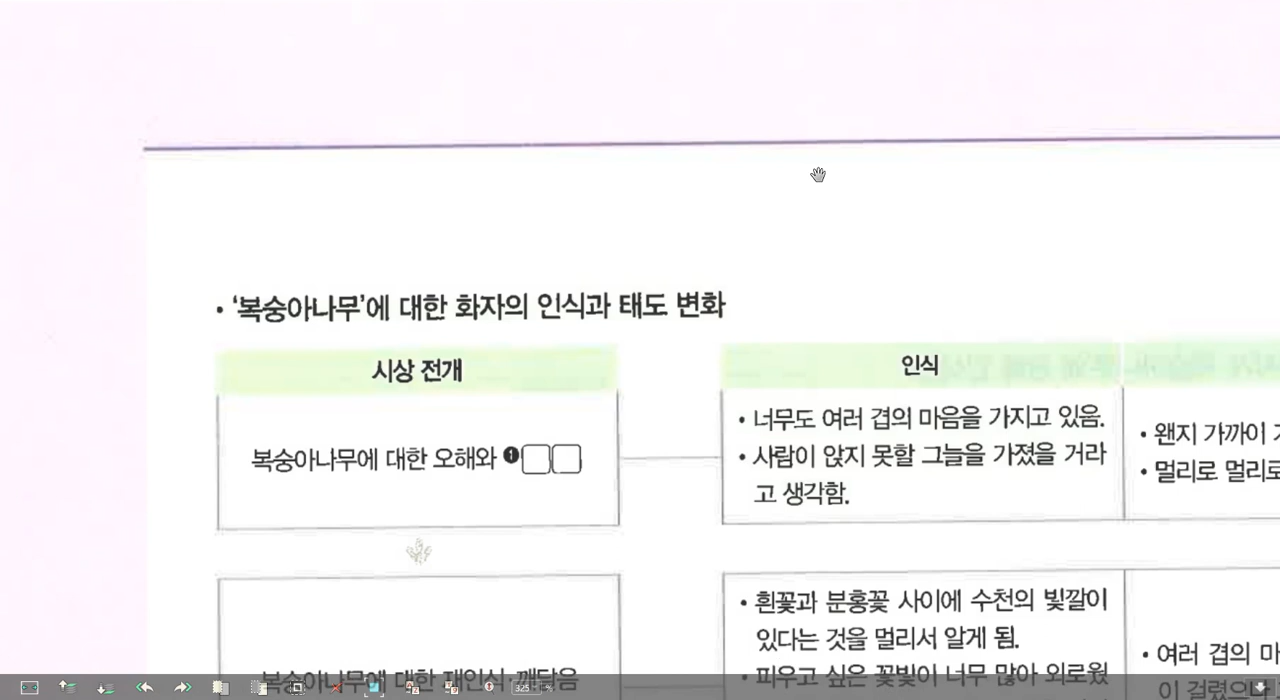 • ‘복숭아나무’에 대한 화자의 인식과 태도 변화
시상 전개
인식
복숭아나무에 대한 오해와 ❶□□
• 너무도 여러 겹의 마음을 가지고 있음.
• 사람이 앉지 못할 그늘을 가졌을 거라
고 생각함.
• 왠지 가까이
• 멀리로 멀리로
복숭아나무에 대한 재인식·깨달음
• 흰꽃과 분홍꽃 사이에 수천의 빛깔이
있다는 것을 멀리서 알게 됨.
• 피우고 싶은 꽃빛이 너무 많아 외로웠
• 여러 겹의
이 걸렸
325 %